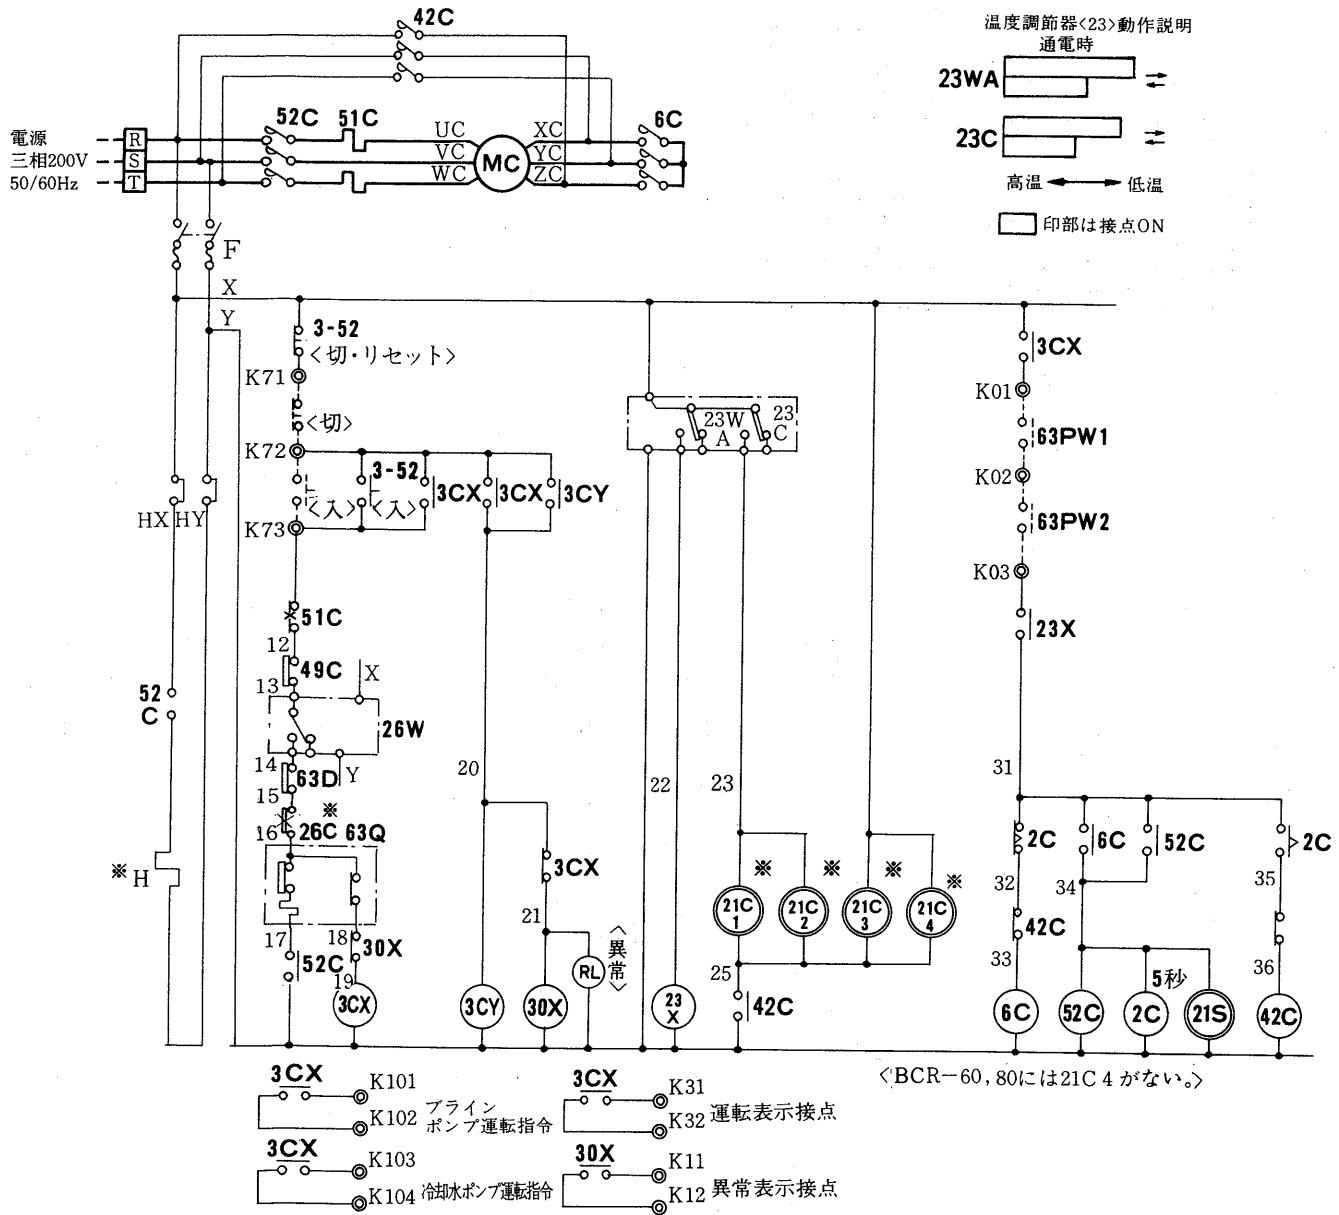 42C
温度調節器<23>動作説明
通電時
23WA
23C
高温 低温
印部は接点ON
52C 51C 6C
電源
三相200V
50/60Hz
R
S
T
UC
VC
WC
MC
XC
YC
ZC
F
X
Y
3-52
<切・リセット>
K71
<切>
K72
3-52
<入> <入>
3CX 3CX 3CY
K73
23W
A
23
C
3CX
K01
63PW1
K02
63PW2
K03
23X
HX HY
51C
12
49C
13
X
26W
14
63D
Y
15
※
26C 63Q
16
52
C
※ H
17
18
30X
52C
19
3CX
20
3CX
21
<異常>
RL
3CY
30X
22
23
X
23
※ ※ ※ ※
21C
1
21C
2
21C
3
21C
4
25
42C
31
2C 6C 52C 2C
32 34 35
42C
33 36
5秒
6C
52C
2C
21S
42C
<BCR-60,80には21C4がない。>
3CX
K101
K102
ブライン
ポンプ運転指令
3CX
K31
K32 運転表示接点
3CX
K103
K104 冷却水ポンプ運転指令
30X
K11
K12 異常表示接点